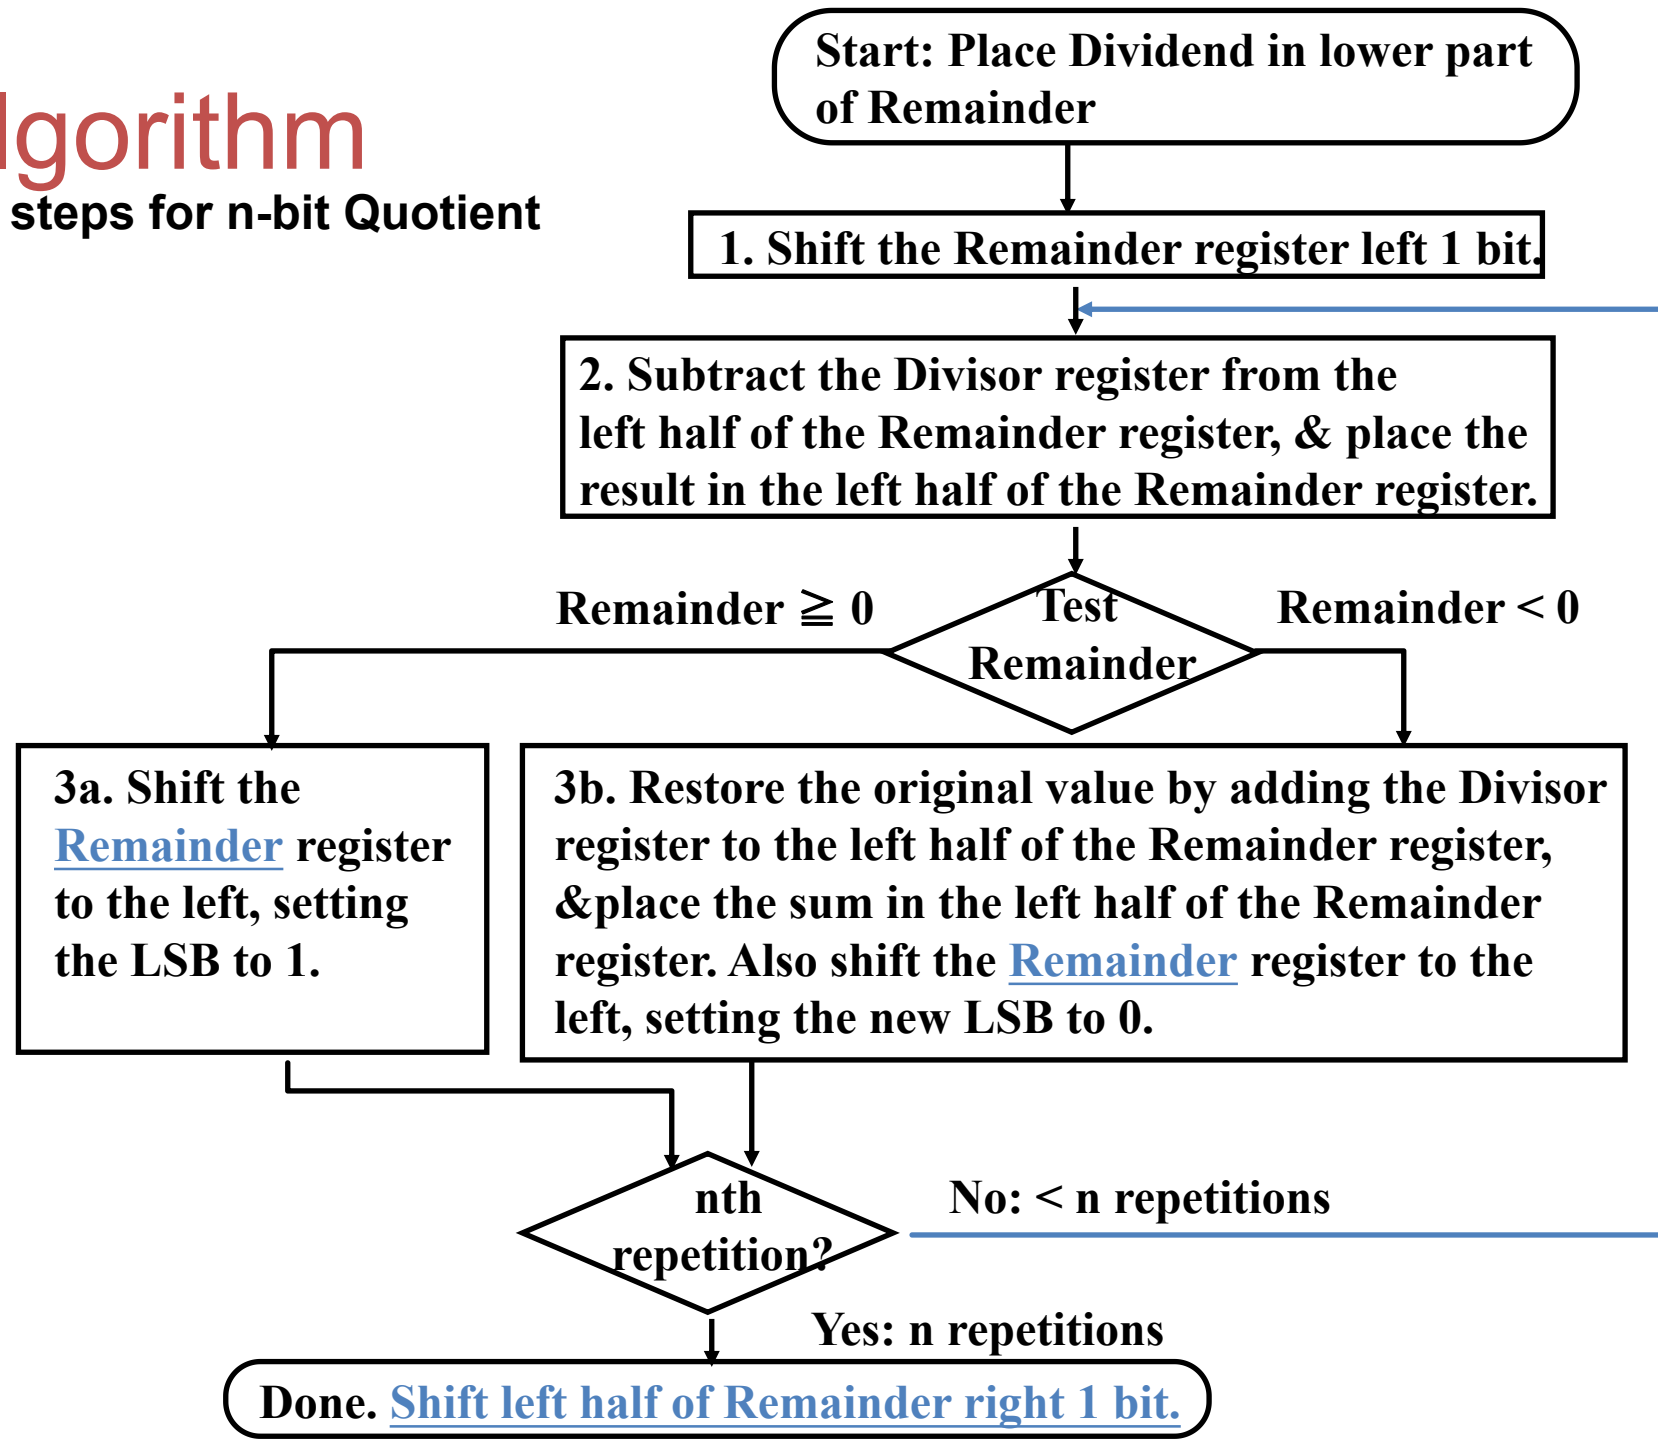 Start: Place Dividend in lower part
of Remainder
lgorithm
steps for n-bit Quotient
1. Shift the Remainder register left 1 bit.
2. Subtract the Divisor register from the
left half of the Remainder register, & place the
result in the left half of the Remainder register.
Remainder ≧ 0
Test
Remainder
Remainder < 0
3a. Shift the
Remainder register
to the left, setting
the LSB to 1.
3b. Restore the original value by adding the Divisor
register to the left half of the Remainder register,
&place the sum in the left half of the Remainder
register. Also shift the Remainder register to the
left, setting the new LSB to 0.
nth
repetition?
No: < n repetitions
Yes: n repetitions
Done. Shift left half of Remainder right 1 bit.